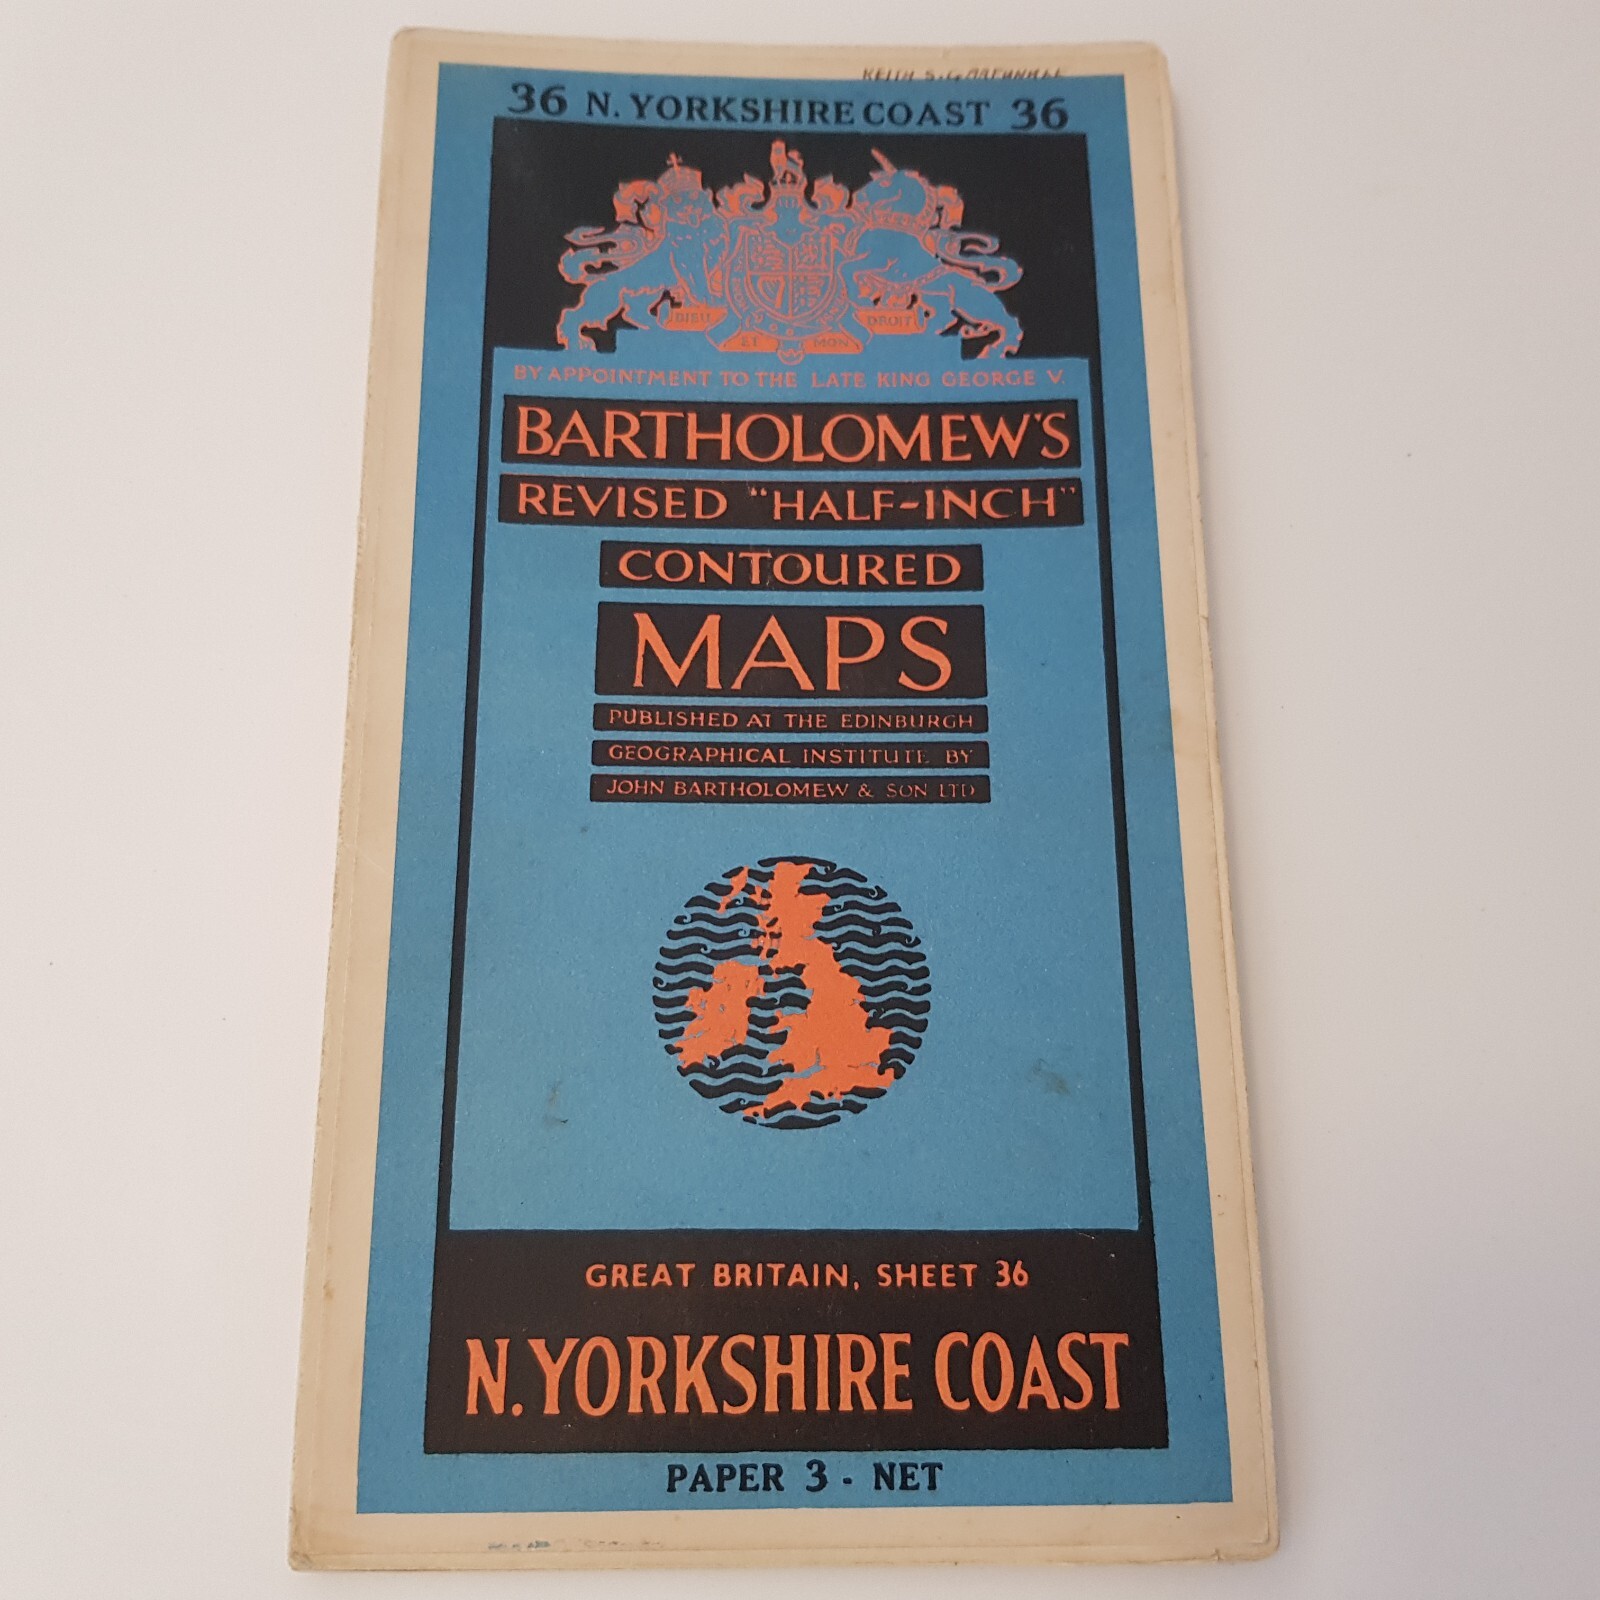 KEITH S.
36 N. YORKSHIRE COAST 36
DIEU DROIT
ET MON
BY APPOINTMENT TO THE LATE KING GEORGE V.
BARTHOLOMEW'S
REVISED "HALF-INCH"
CONTOURED
MAPS
PUBLISHED AT THE EDINBURGH
GEOGRAPHICAL INSTITUTE BY
JOHN BARTHOLOMEW & SON LTD
GREAT BRITAIN, SHEET 36
N. YORKSHIRE COAST
PAPER 3 - NET